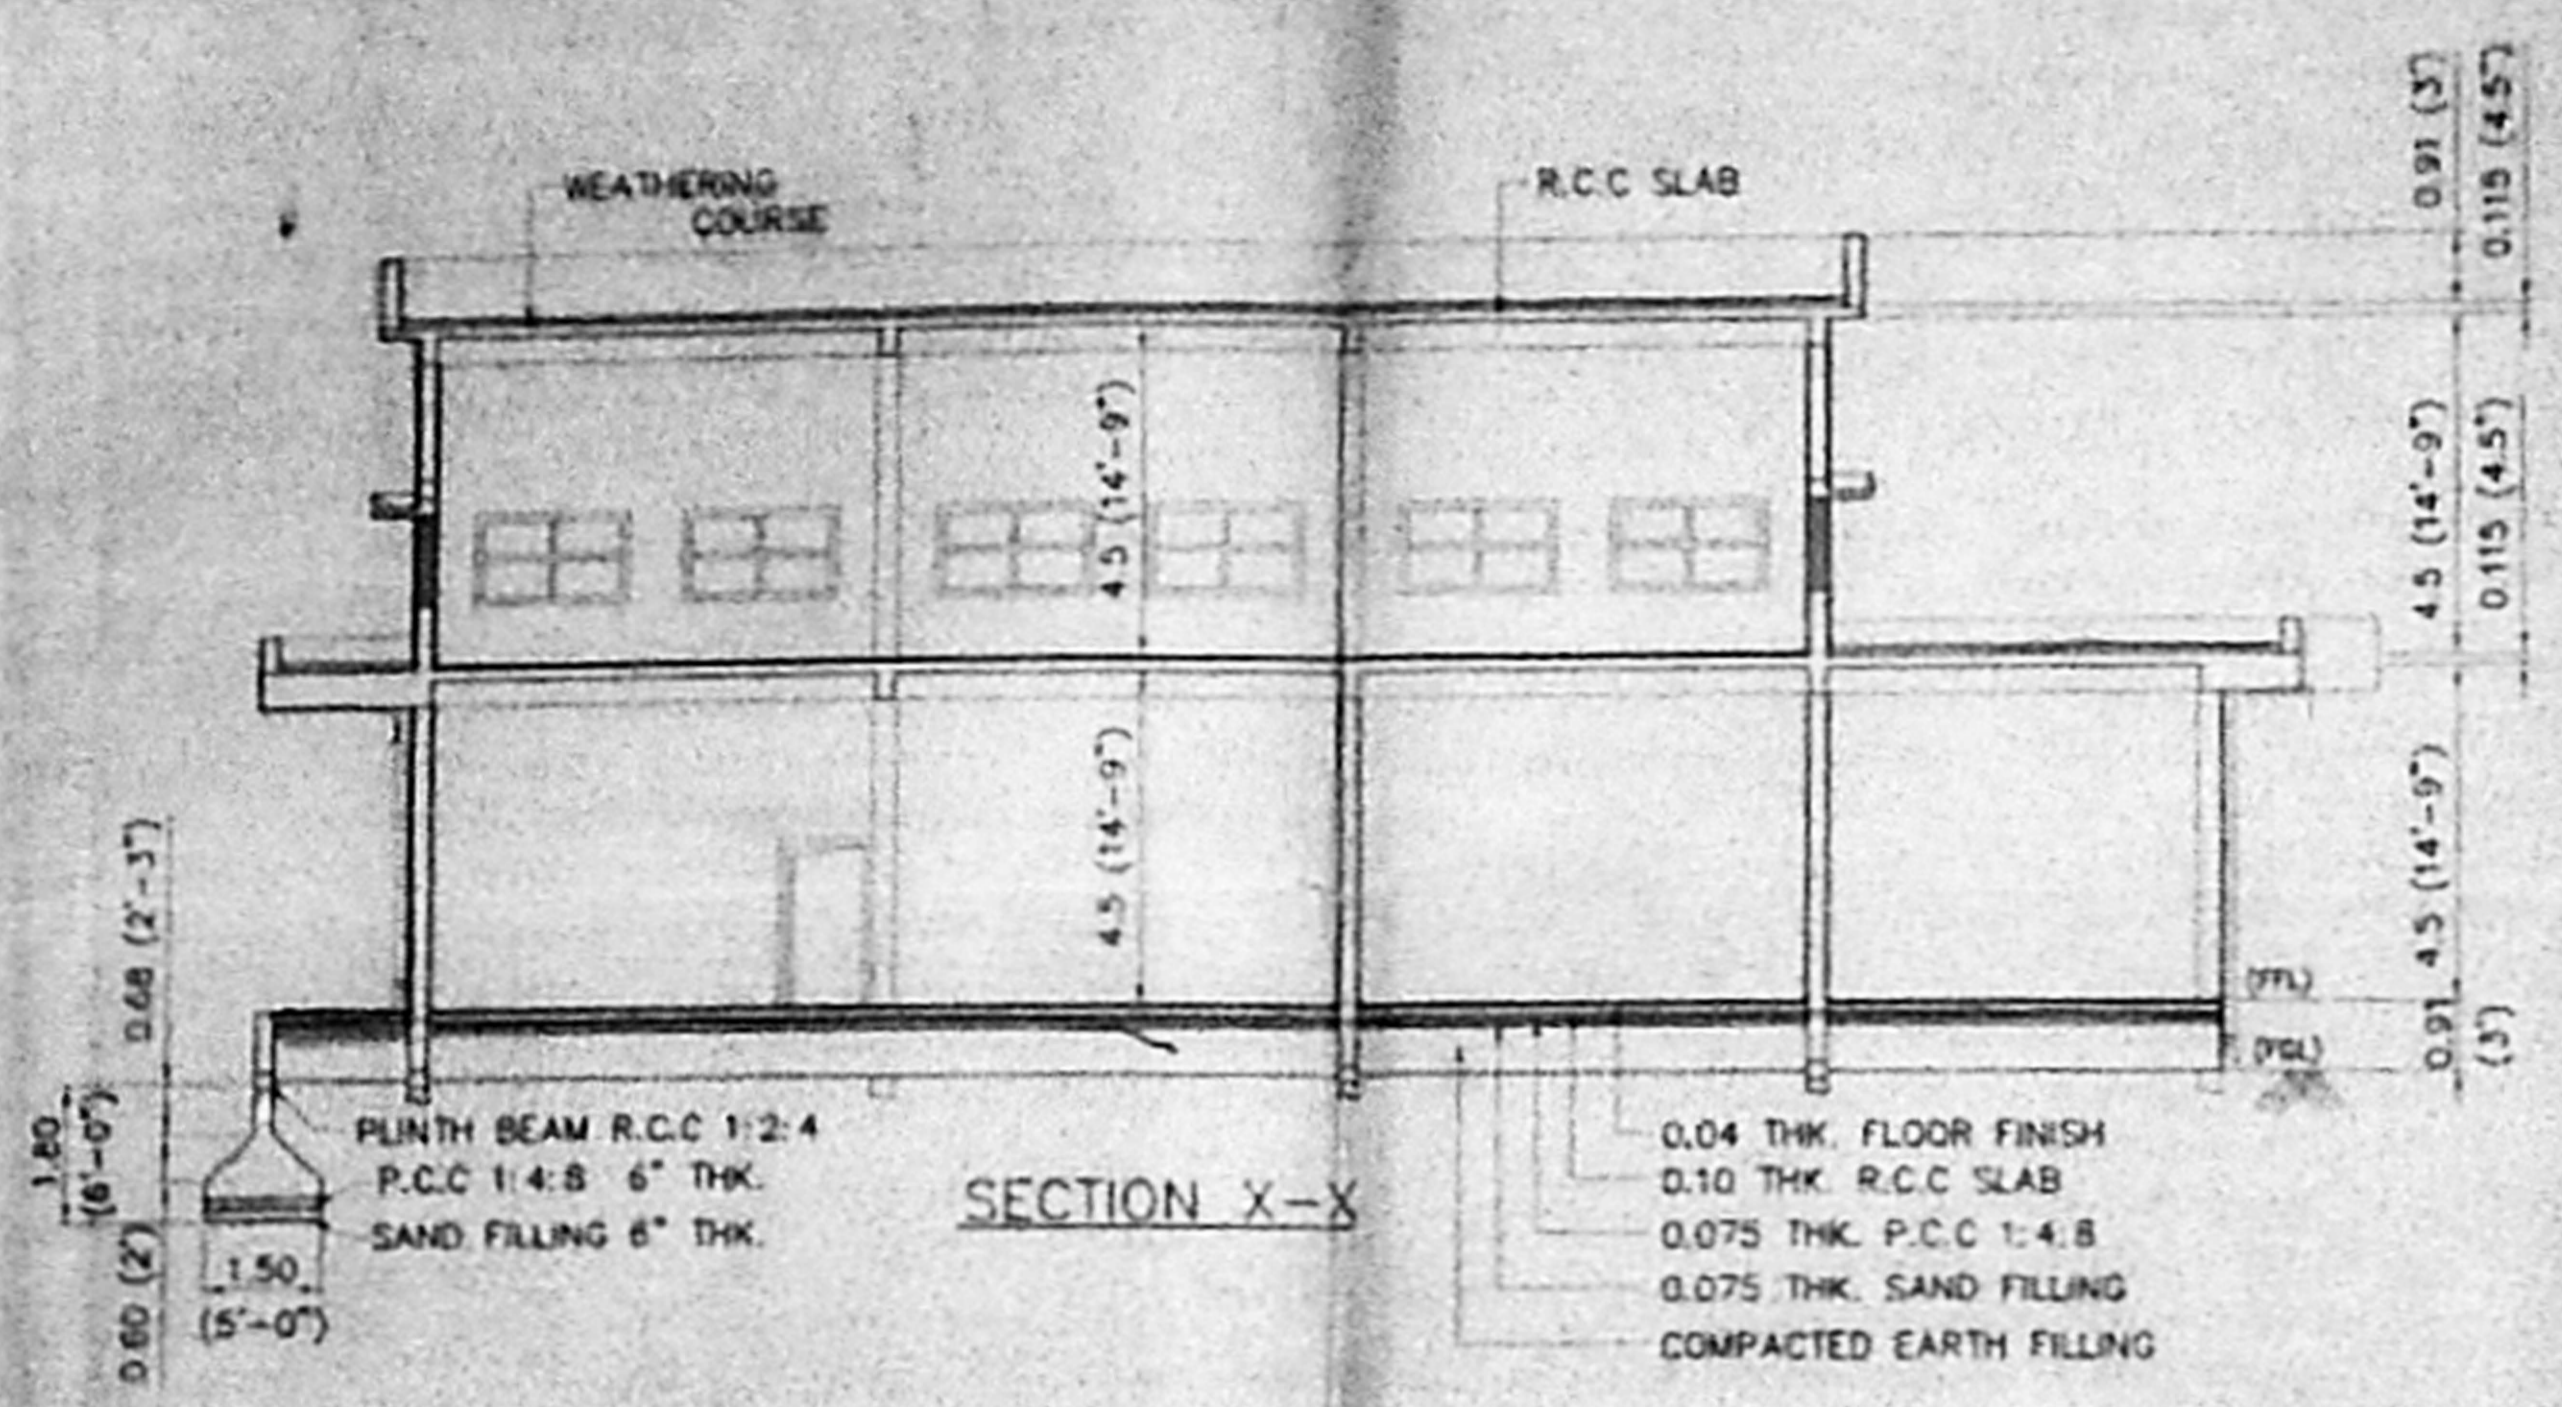 0.91 (3')
0.115 (4.5")
WEATHERING
COURSE
R.C.C SLAB
4.5 (14'-9")
4.5 (14'-9")
0.115 (4.5")
4.5 (14'-9")
4.5 (14'-9")
0.68 (2'-3")
(FFL)
(FGL)
0.91
(3')
1.80
(6'-0")
PLINTH BEAM R.C.C 1:2:4
P.C.C 1:4:8 6" THK.
SAND FILLING 6" THK.
0.60 (2')
1.50
(5'-0")
SECTION X-X
0.04 THK. FLOOR FINISH
0.10 THK. R.C.C SLAB
0.075 THK. P.C.C 1:4:8
0.075 THK. SAND FILLING
COMPACTED EARTH FILLING